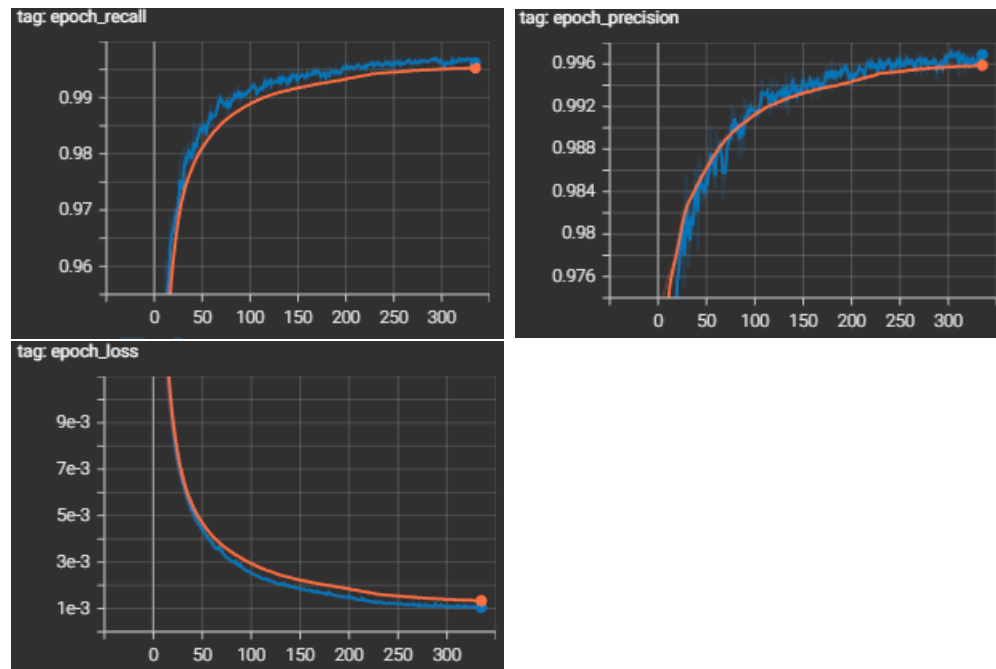 tag: epoch_recall
0.99
0.98
0.97
0.96
0 50 100 150 200 250 300
tag: epoch_precision
0.996
0.992
0.988
0.984
0.98
0.976
0 50 100 150 200 250 300
tag: epoch_loss
9e-3
7e-3
5e-3
3e-3
1e-3
0 50 100 150 200 250 300